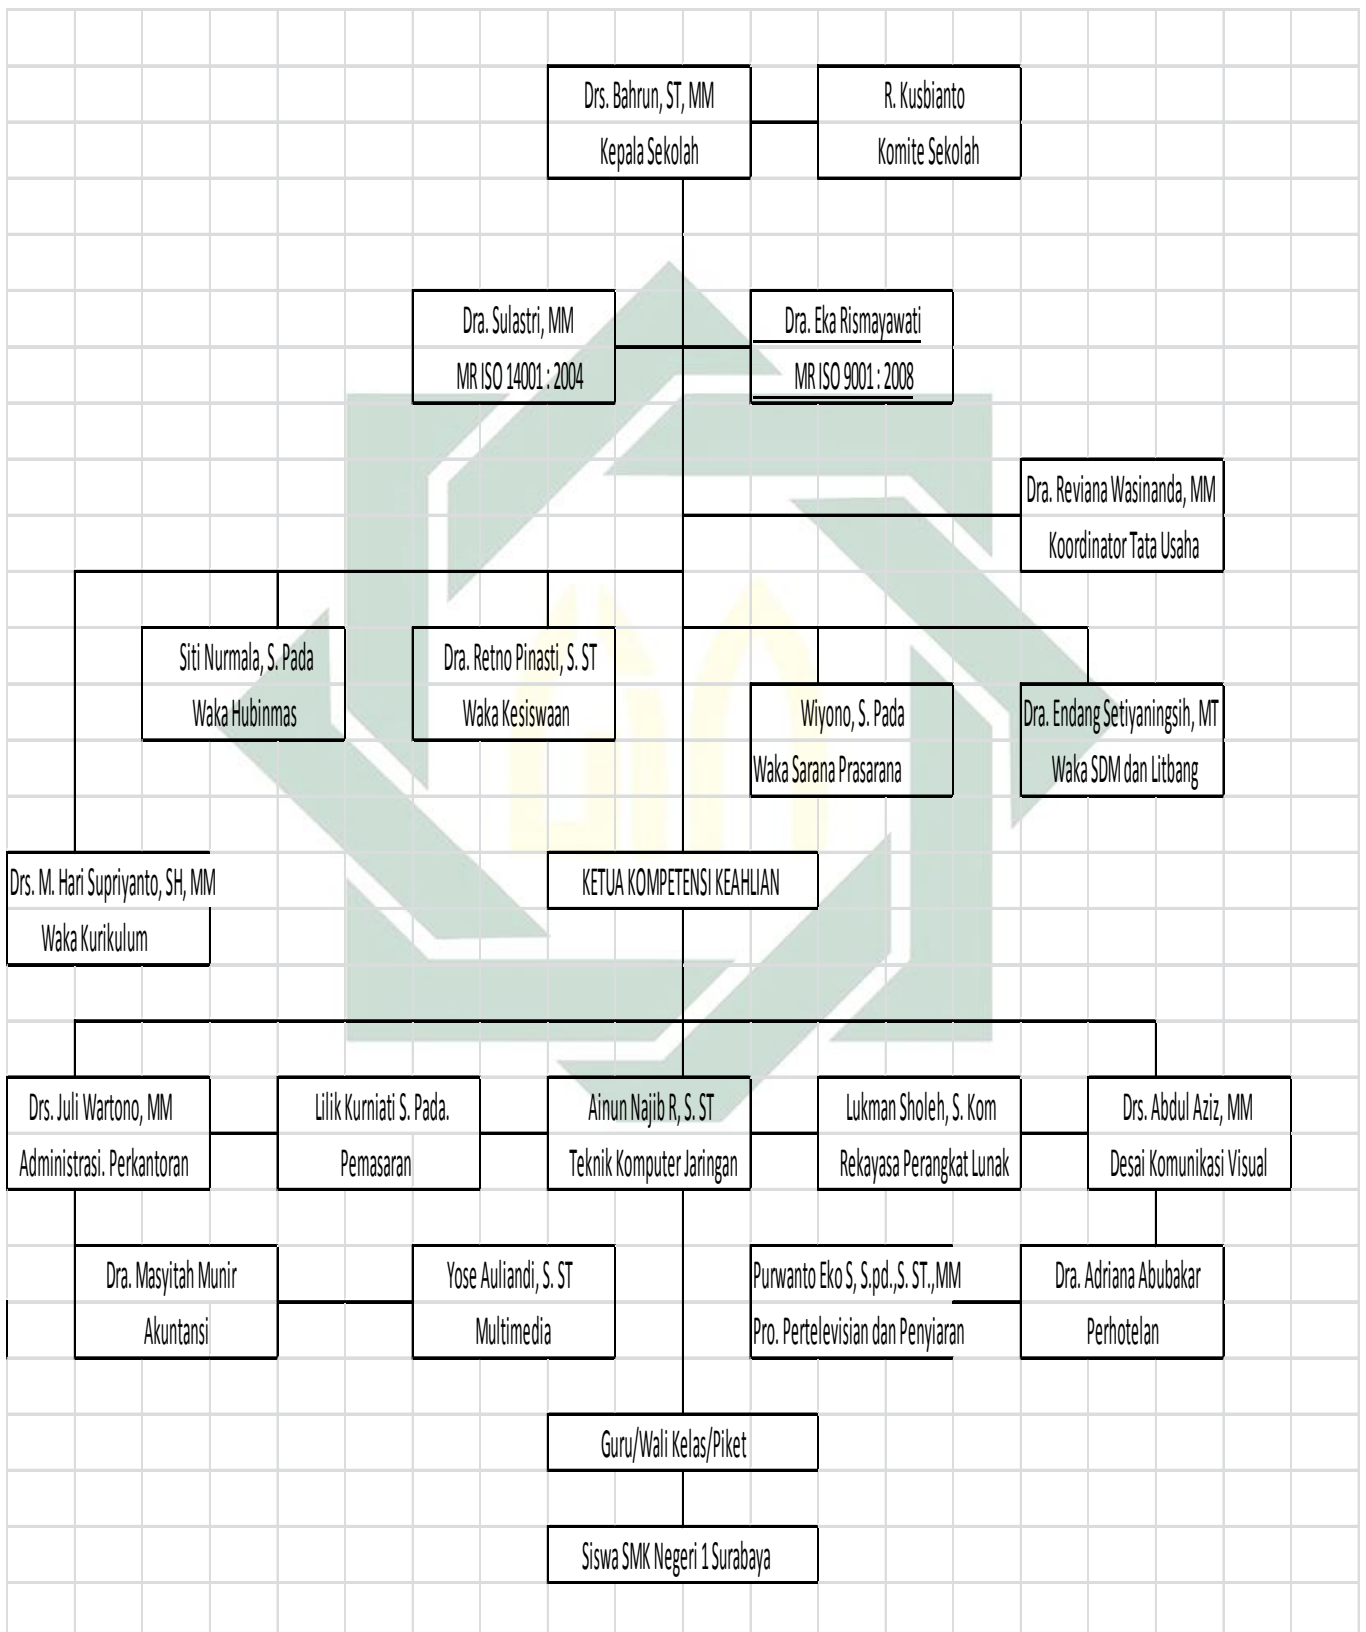 Drs. Bahrun, ST, MM
Kepala Sekolah
R. Kusbianto
Komite Sekolah
Dra. Sulastri, MM
MR ISO 14001 : 2004
Dra. Eka Rismayawati
MR ISO 9001 : 2008
Dra. Reviana Wasinanda, MM
Koordinator Tata Usaha
Siti Nurmala, S. Pada
Waka Hubinmas
Dra. Retno Pinasti, S. ST
Waka Kesiswaan
Wiyono, S. Pada
Waka Sarana Prasarana
Dra. Endang Setiyaningsih, MT
Waka SDM dan Litbang
Drs. M. Hari Supriyanto, SH, MM
Waka Kurikulum
KETUA KOMPETENSI KEAHLIAN
Drs. Juli Wartono, MM
Administrasi. Perkantoran
Lilik Kurniati S. Pada.
Pemasaran
Ainun Najib R, S. ST
Teknik Komputer Jaringan
Lukman Sholeh, S. Kom
Rekayasa Perangkat Lunak
Drs. Abdul Aziz, MM
Desai Komunikasi Visual
Dra. Masyitah Munir
Akuntansi
Yose Auliandi, S. ST
Multimedia
Purwanto Eko S, S.pd.,S. ST.,MM
Pro. Pertelevisian dan Penyiaran
Dra. Adriana Abubakar
Perhotelan
Guru/Wali Kelas/Piket
Siswa SMK Negeri 1 Surabaya